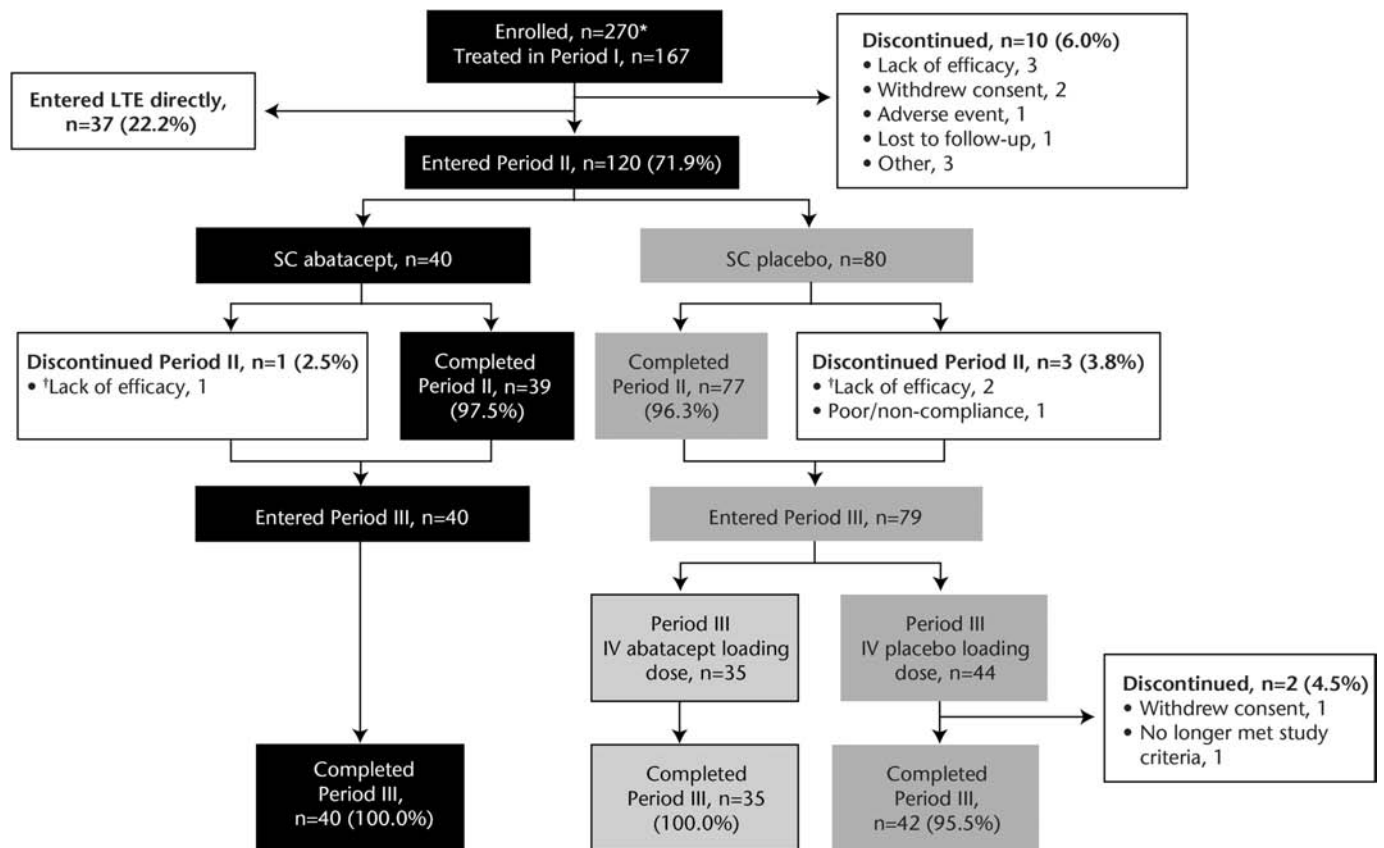 Enrolled, n=270*
Treated in Period I, n=167
Discontinued, n=10 (6.0%)
• Lack of efficacy, 3
• Withdrew consent, 2
• Adverse event, 1
• Lost to follow-up, 1
• Other, 3
Entered LTE directly,
n=37 (22.2%)
Entered Period II, n=120 (71.9%)
SC abatacept, n=40
SC placebo, n=80
Discontinued Period II, n=1 (2.5%)
• †Lack of efficacy, 1
Completed
Period II, n=39
(97.5%)
Completed
Period II, n=77
(96.3%)
Discontinued Period II, n=3 (3.8%)
• †Lack of efficacy, 2
• Poor/non-compliance, 1
Entered Period III, n=40
Entered Period III, n=79
Period III
IV abatacept loading
dose, n=35
Period III
IV placebo loading
dose, n=44
Discontinued, n=2 (4.5%)
• Withdrew consent, 1
• No longer met study
criteria, 1
Completed
Period III,
n=40 (100.0%)
Completed
Period III, n=35
(100.0%)
Completed
Period III,
n=42 (95.5%)